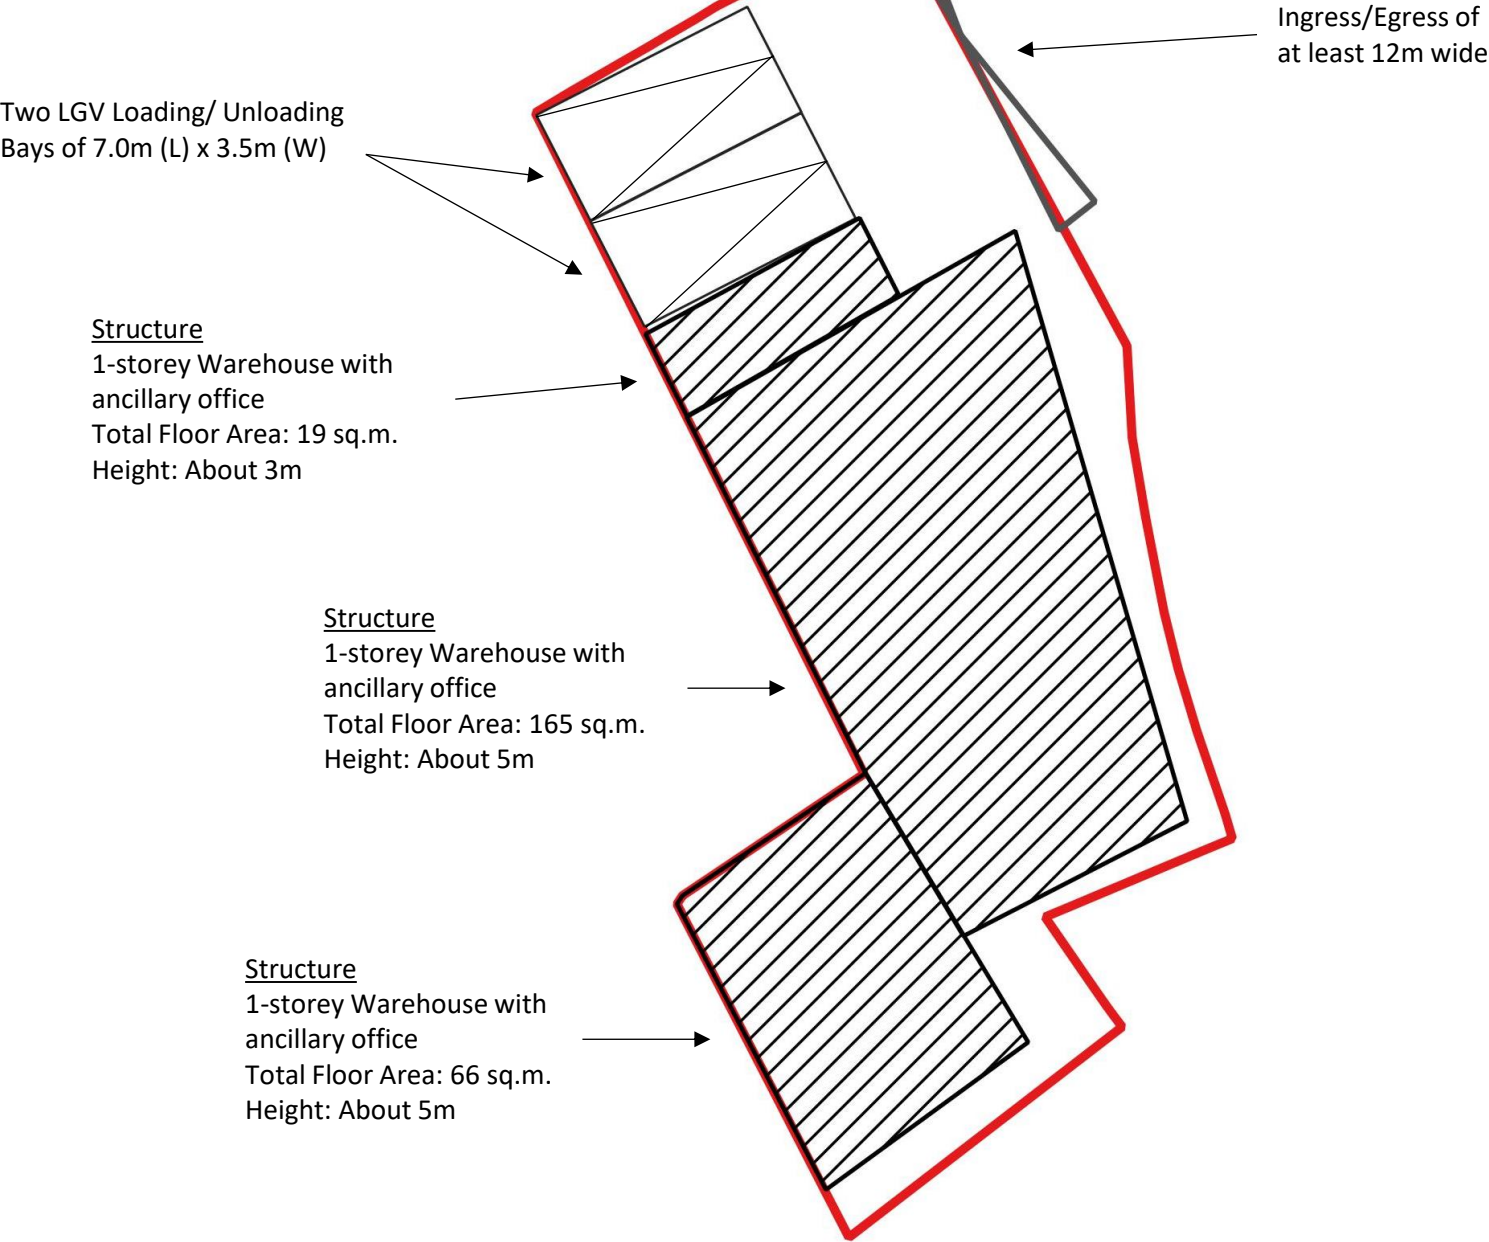 Ingress/Egress of
at least 12m wide
Two LGV Loading/ Unloading
Bays of 7.0m (L) x 3.5m (W)
Structure
1-storey Warehouse with
ancillary office
Total Floor Area: 19 sq.m.
Height: About 3m
Structure
1-storey Warehouse with
ancillary office
Total Floor Area: 165 sq.m.
Height: About 5m
Structure
1-storey Warehouse with
ancillary office
Total Floor Area: 66 sq.m.
Height: About 5m